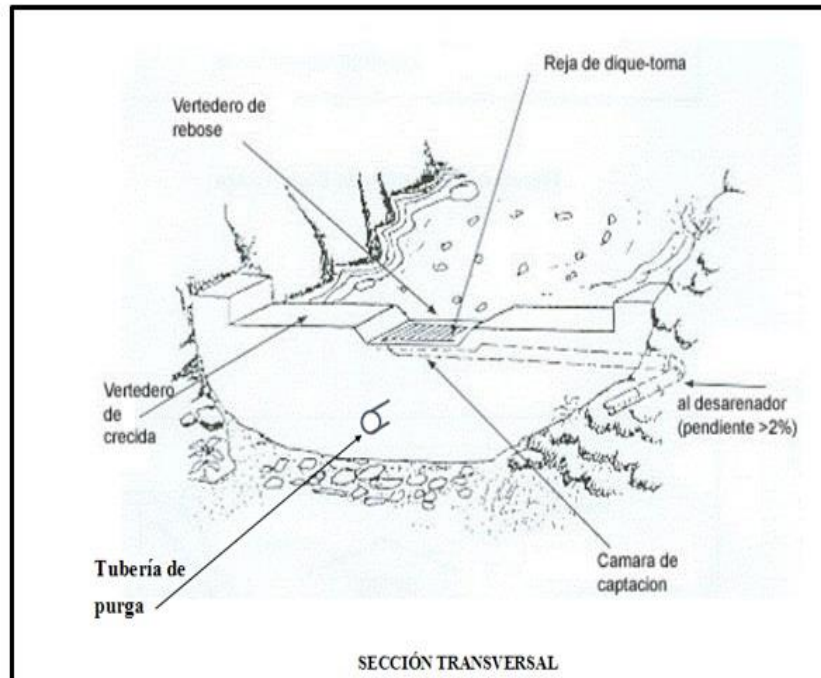 Reja de dique-toma
Vertedero de
rebose
Vertedero
de
crecida
al desarenador
(pendiente >2%)
Camara de
captacion
Tubería de
purga
SECCIÓN TRANSVERSAL